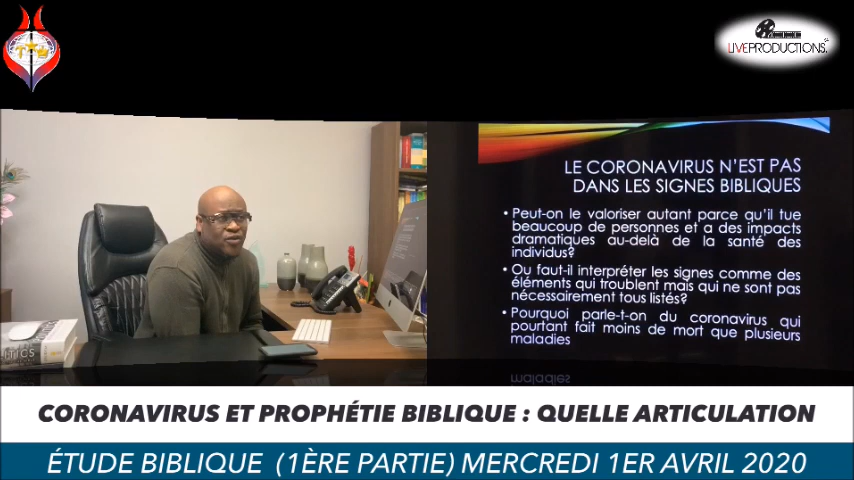 LIVEPRODUCTIONS
LE CORONAVIRUS N'EST PAS
DANS LES SIGNES BIBLIQUES
• Peut-on le valoriser autant parce qu'il tue
beaucoup de personnes et a des impacts
dramatiques au-delà de la santé des
individus?
• Ou faut-il interpréter les signes comme des
éléments qui troublent mais qui ne sont pas
nécessairement tous listés?
• Pourquoi parle-t-on du coronavirus qui
pourtant fait moins de mort que plusieurs
maladies
CORONAVIRUS ET PROPHÉTIE BIBLIQUE : QUELLE ARTICULATION
ÉTUDE BIBLIQUE (1ÈRE PARTIE) MERCREDI 1ER AVRIL 2020